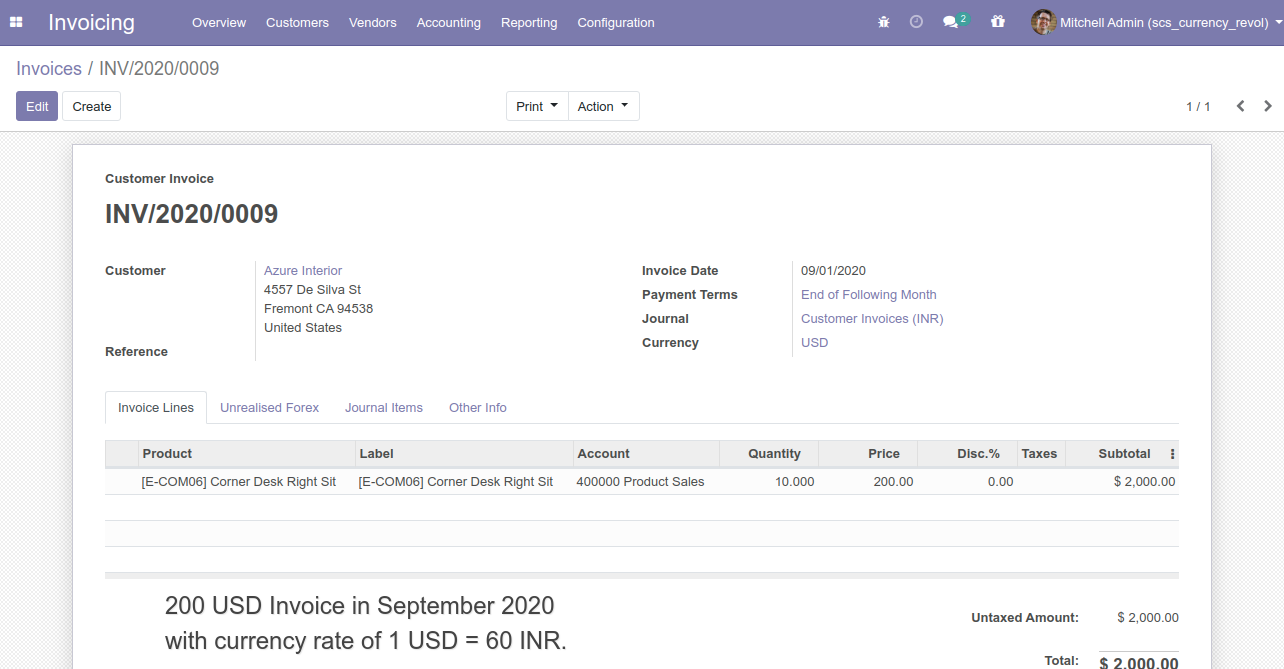 Invoicing Overview Customers Vendors Accounting Reporting Configuration 2 Mitchell Admin (scs_currency_revol)
Invoices / INV/2020/0009
Edit Create Print Action 1 / 1
Customer Invoice
INV/2020/0009
Customer Azure Interior Invoice Date 09/01/2020
4557 De Silva St Payment Terms End of Following Month
Fremont CA 94538 Journal Customer Invoices (INR)
United States Currency USD
Reference
Invoice Lines Unrealised Forex Journal Items Other Info
Product Label Account Quantity Price Disc.% Taxes Subtotal
[E-COM06] Corner Desk Right Sit [E-COM06] Corner Desk Right Sit 400000 Product Sales 10.000 200.00 0.00 $ 2,000.00
200 USD Invoice in September 2020
with currency rate of 1 USD = 60 INR.
Untaxed Amount: $ 2,000.00
Total: $ 2,000.00